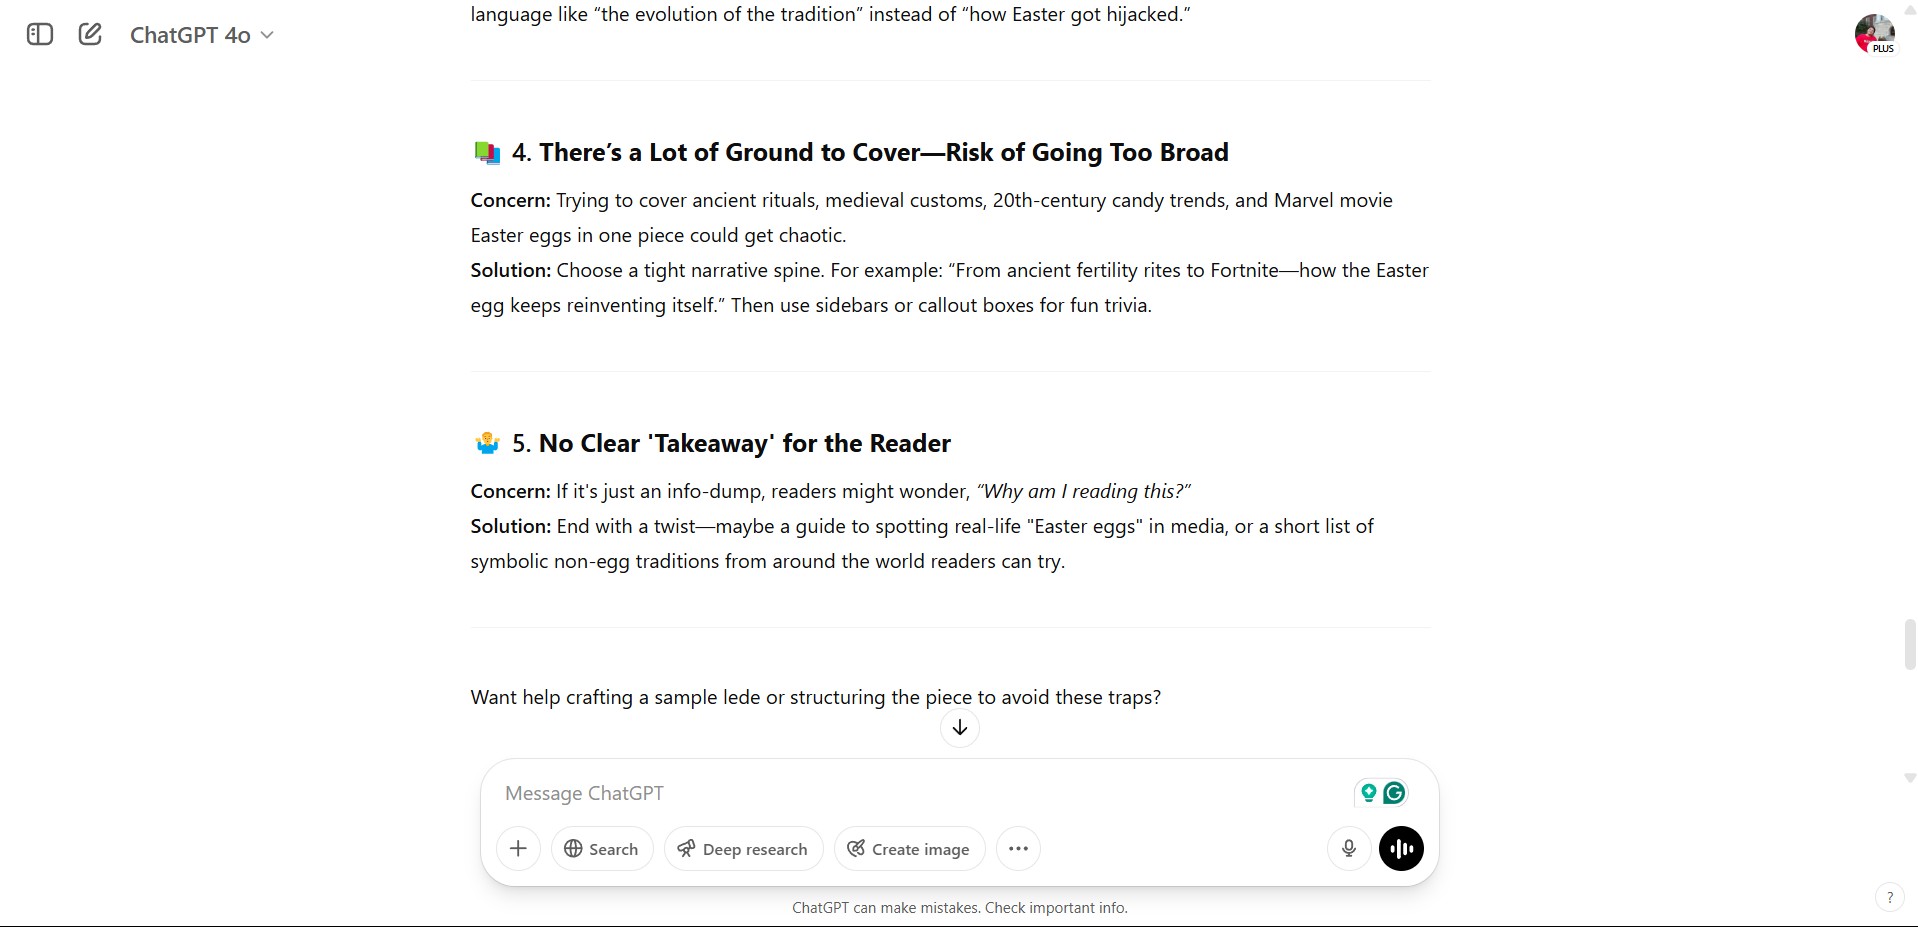 language like “the evolution of the tradition” instead of “how Easter got hijacked.”
ChatGPT 4o
PLUS
4. There’s a Lot of Ground to Cover—Risk of Going Too Broad
Concern: Trying to cover ancient rituals, medieval customs, 20th-century candy trends, and Marvel movie
Easter eggs in one piece could get chaotic.
Solution: Choose a tight narrative spine. For example: “From ancient fertility rites to Fortnite—how the Easter
egg keeps reinventing itself.” Then use sidebars or callout boxes for fun trivia.
5. No Clear 'Takeaway' for the Reader
Concern: If it's just an info-dump, readers might wonder, “Why am I reading this?”
Solution: End with a twist—maybe a guide to spotting real-life "Easter eggs" in media, or a short list of
symbolic non-egg traditions from around the world readers can try.
Want help crafting a sample lede or structuring the piece to avoid these traps?
Message ChatGPT
Search
Deep research
Create image
ChatGPT can make mistakes. Check important info.
?